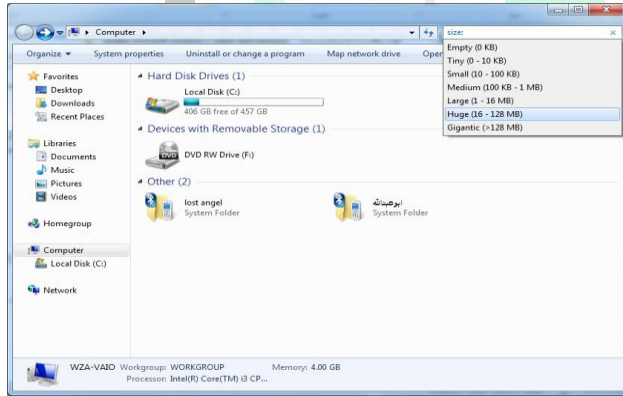 Computer
size:
Organize
System properties
Uninstall or change a program
Map network drive
Oper
Empty (0 KB)
Tiny (0 - 10 KB)
Small (10 - 100 KB)
Medium (100 KB - 1 MB)
Large (1 - 16 MB)
Huge (16 - 128 MB)
Gigantic (>128 MB)
Favorites
Desktop
Downloads
Recent Places
Libraries
Documents
Music
Pictures
Videos
Homegroup
Computer
Local Disk (C:)
Network
Hard Disk Drives (1)
Local Disk (C:)
406 GB free of 457 GB
Devices with Removable Storage (1)
DVD
DVD RW Drive (F:)
Other (2)
lost angel
System Folder
ابوعبدالله
System Folder
WZA-VAIO Workgroup: WORKGROUP Memory: 4.00 GB
Processor: Intel(R) Core(TM) i3 CP...